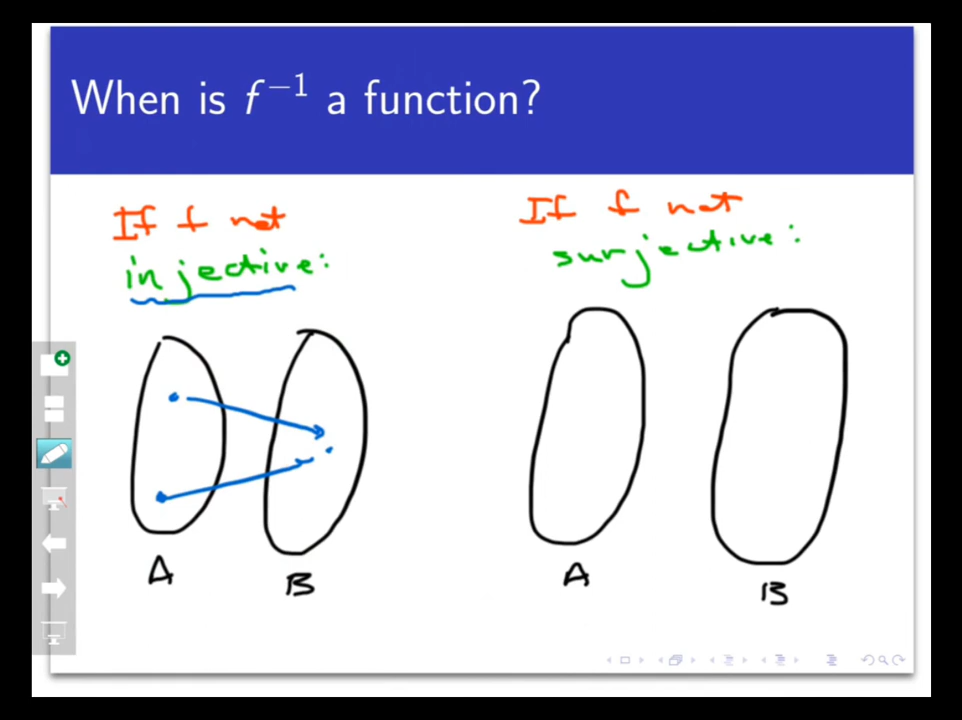 When is f⁻¹ a function?
If f not
injective:
If f not
surjective:
A
B
A
B